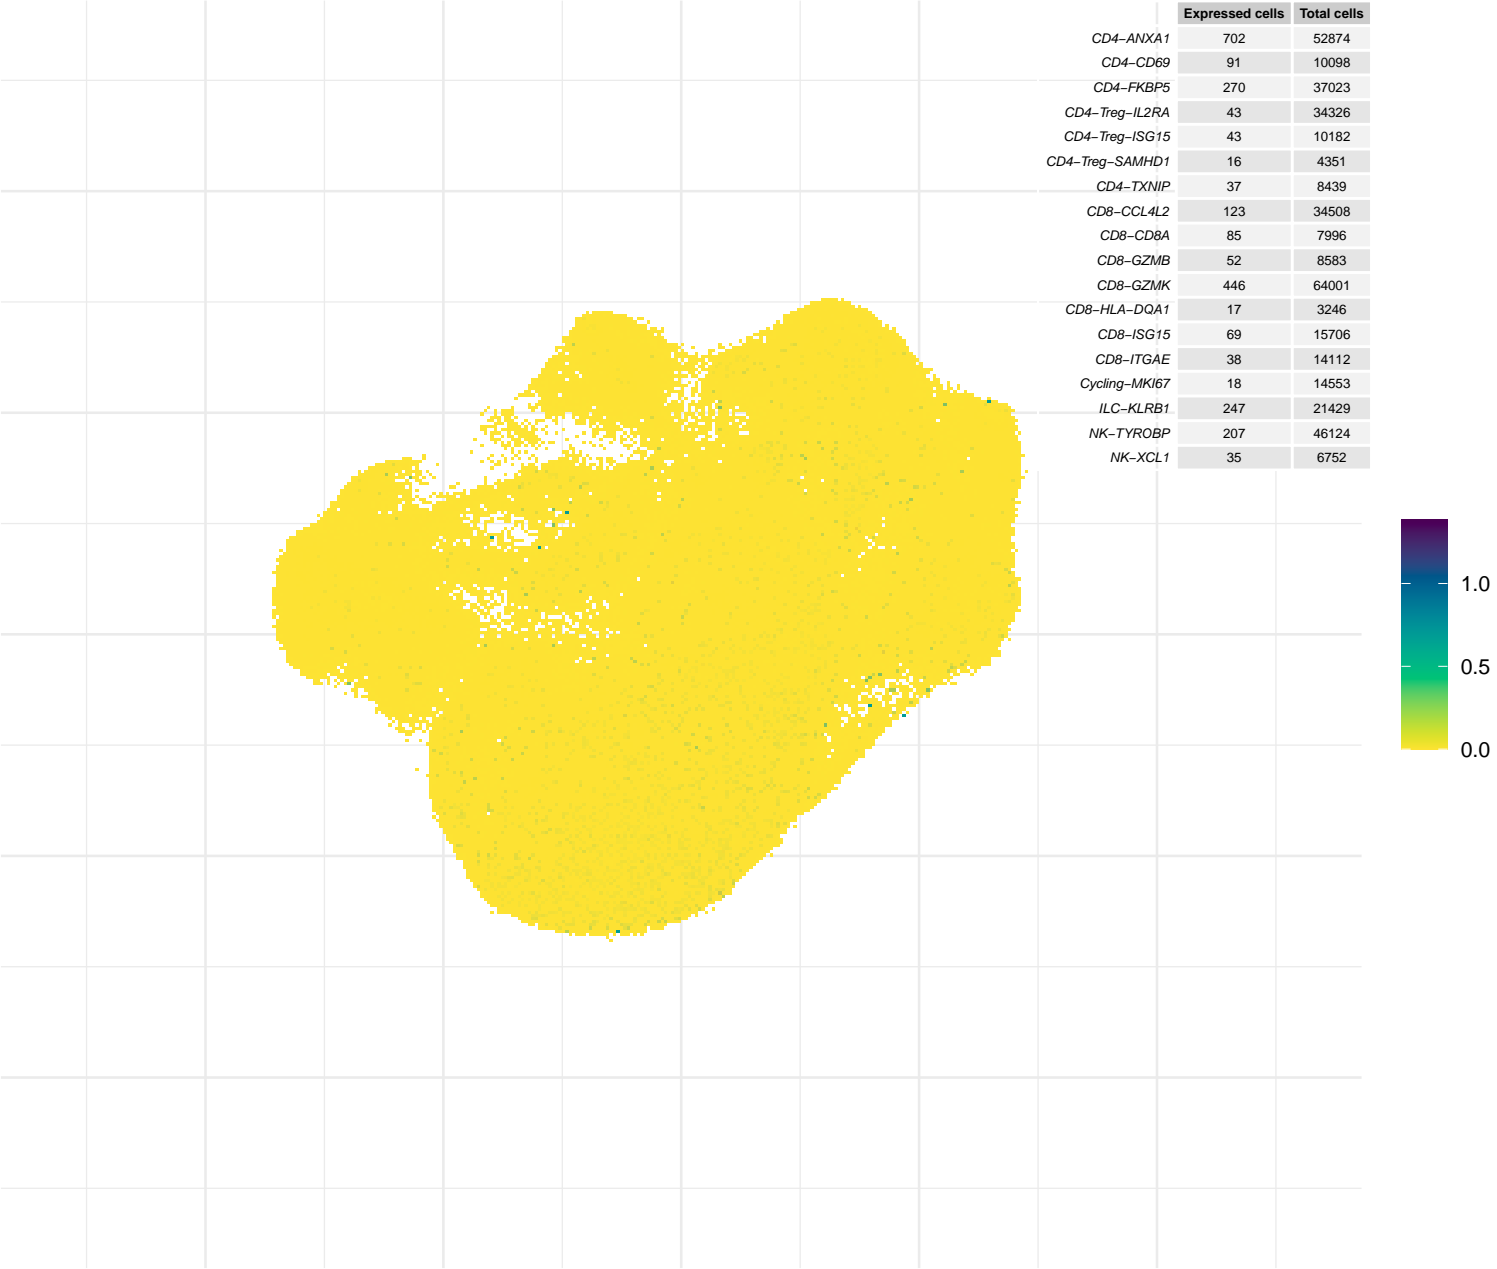 Expressed cells Total cells
CD4−ANXA1 702 52874
CD4−CD69 91 10098
CD4−FKBP5 270 37023
CD4−Treg−IL2RA 43 34326
CD4−Treg−ISG15 43 10182
CD4−Treg−SAMHD1 16 4351
CD4−TXNIP 37 8439
CD8−CCL4L2 123 34508
CD8−CD8A 85 7996
CD8−GZMB 52 8583
CD8−GZMK 446 64001
CD8−HLA−DQA1 17 3246
CD8−ISG15 69 15706
CD8−ITGAE 38 14112
Cycling−MKI67 18 14553
ILC−KLRB1 247 21429
NK−TYROBP 207 46124
NK−XCL1 35 6752
1.0
0.5
0.0